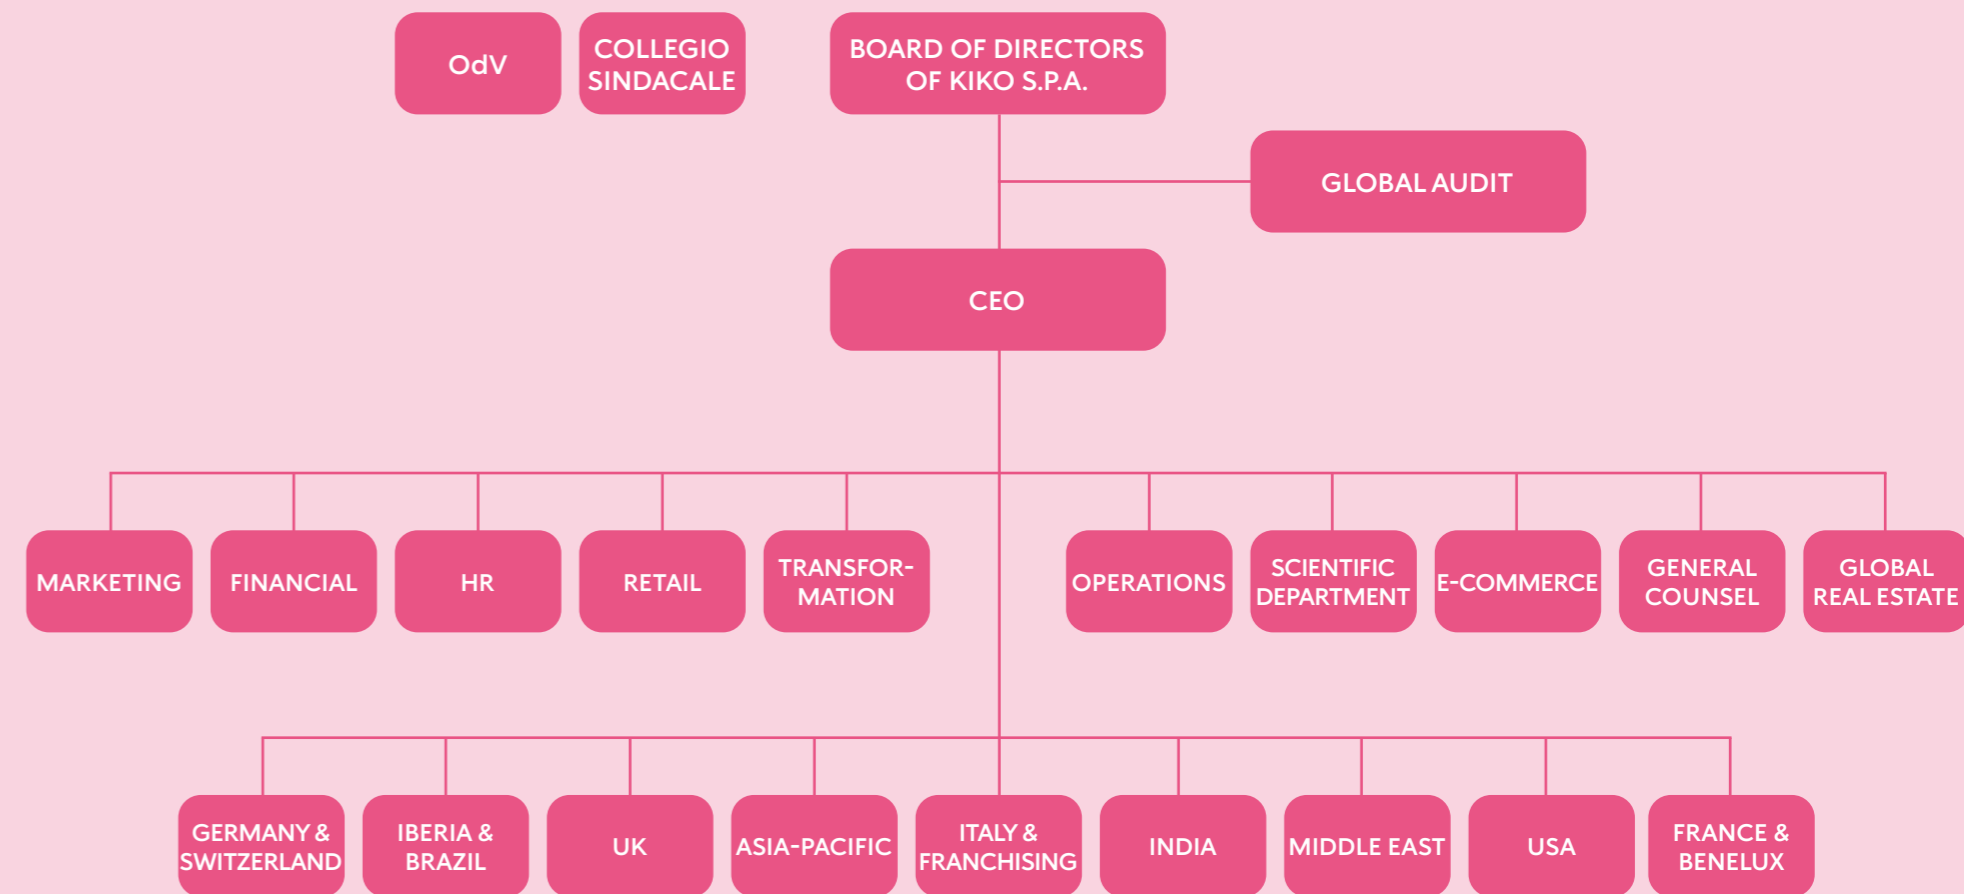 OdV
COLLEGIO
SINDACALE
BOARD OF DIRECTORS
OF KIKO S.P.A.
GLOBAL AUDIT
CEO
MARKETING
FINANCIAL
HR
RETAIL
TRANSFOR-
MATION
OPERATIONS
SCIENTIFIC
DEPARTMENT
E-COMMERCE
GENERAL
COUNSEL
GLOBAL
REAL ESTATE
GERMANY &
SWITZERLAND
IBERIA &
BRAZIL
UK
ASIA-PACIFIC
ITALY &
FRANCHISING
INDIA
MIDDLE EAST
USA
FRANCE &
BENELUX